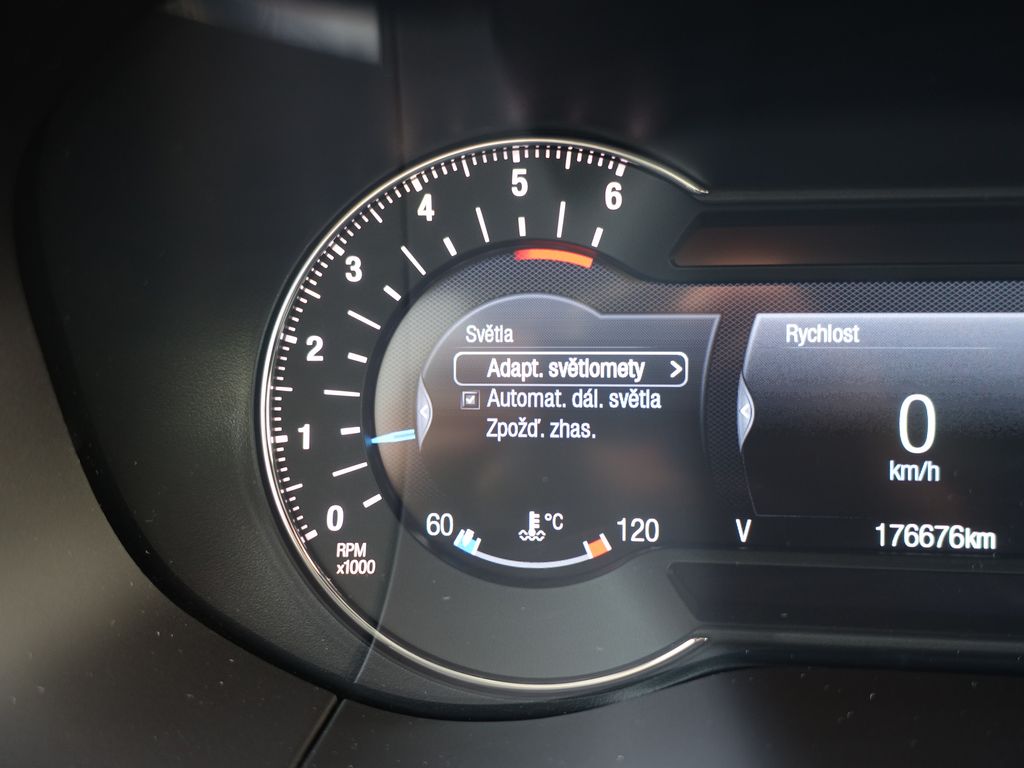 6
5
4
3
2
1
0
RPM
x1000
Světla
Adapt. světlomety >
Automat. dál. světla
Zpožď. zhas.
60
°C
120
Rychlost
0
km/h
V
176676km